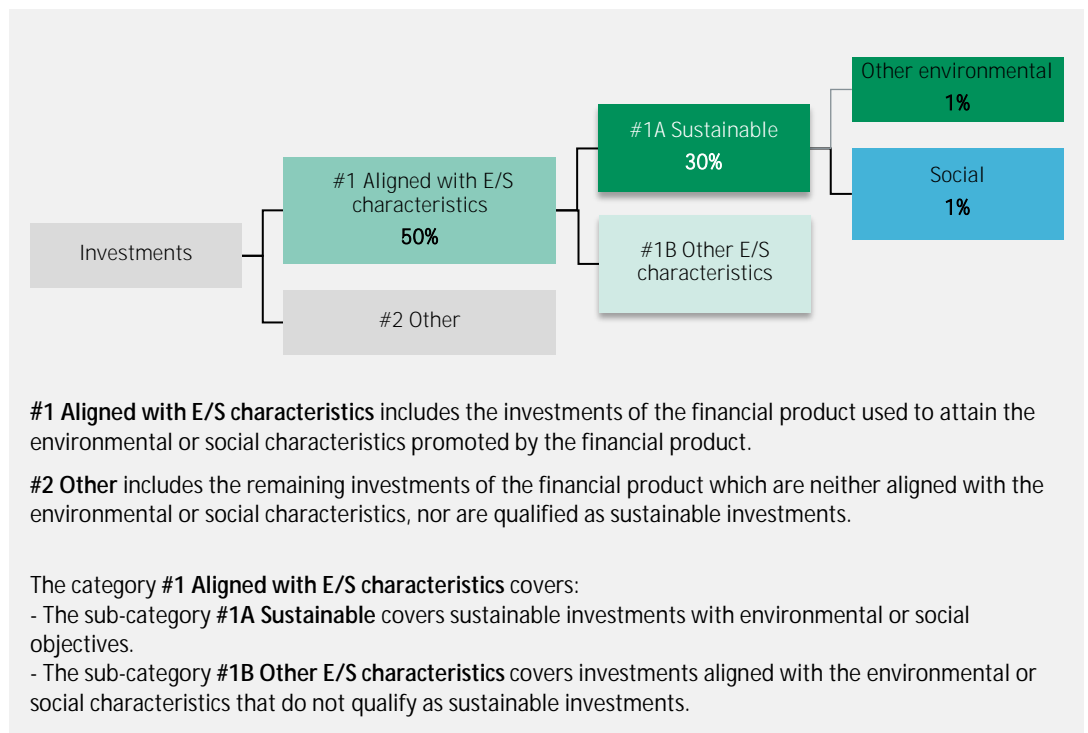 Other environmental
1%
#1A Sustainable
30%
#1 Aligned with E/S
characteristics
50%
Social
1%
Investments
#1B Other E/S
characteristics
#2 Other
#1 Aligned with E/S characteristics includes the investments of the financial product used to attain the
environmental or social characteristics promoted by the financial product.
#2 Other includes the remaining investments of the financial product which are neither aligned with the
environmental or social characteristics, nor are qualified as sustainable investments.
The category #1 Aligned with E/S characteristics covers:
- The sub-category #1A Sustainable covers sustainable investments with environmental or social
objectives.
- The sub-category #1B Other E/S characteristics covers investments aligned with the environmental or
social characteristics that do not qualify as sustainable investments.